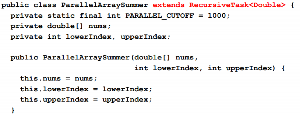 public class ParallelArraySummer extends RecursiveTask<Double> {
private static final int PARALLEL_CUTOFF = 1000;
private double[] nums;
private int lowerIndex, upperIndex;
public ParallelArraySummer(double[] nums,
int lowerIndex, int upperIndex) {
this.nums = nums;
this.lowerIndex = lowerIndex;
this.upperIndex = upperIndex;
}